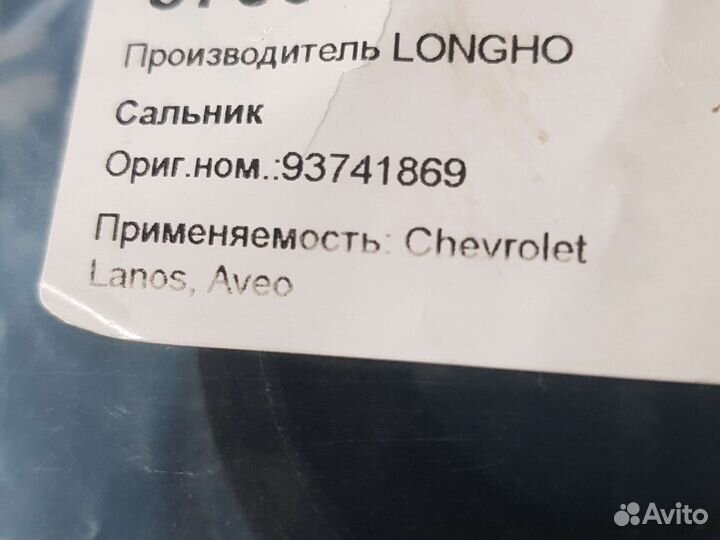 Производитель LONGHO
Сальник
Ориг.ном.:93741869
Применяемость: Chevrolet
Lanos, Aveo
Avito